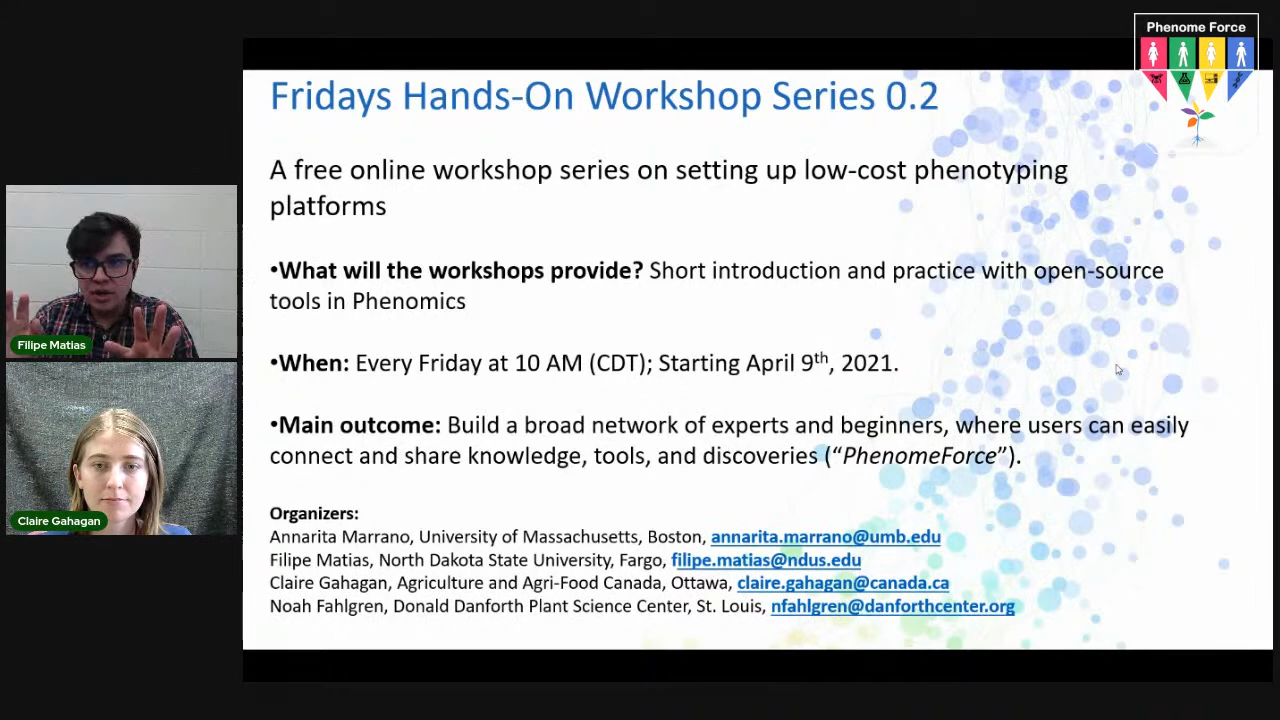 Phenome Force
Fridays Hands-On Workshop Series 0.2
A free online workshop series on setting up low-cost phenotyping
platforms
•What will the workshops provide? Short introduction and practice with open-source
tools in Phenomics
•When: Every Friday at 10 AM (CDT); Starting April 9th, 2021.
•Main outcome: Build a broad network of experts and beginners, where users can easily
connect and share knowledge, tools, and discoveries (“PhenomeForce”).
Organizers:
Annarita Marrano, University of Massachusetts, Boston, annarita.marrano@umb.edu
Filipe Matias, North Dakota State University, Fargo, filipe.matias@ndus.edu
Claire Gahagan, Agriculture and Agri-Food Canada, Ottawa, claire.gahagan@canada.ca
Noah Fahlgren, Donald Danforth Plant Science Center, St. Louis, nfahlgren@danforthcenter.org
Filipe Matias
Claire Gahagan